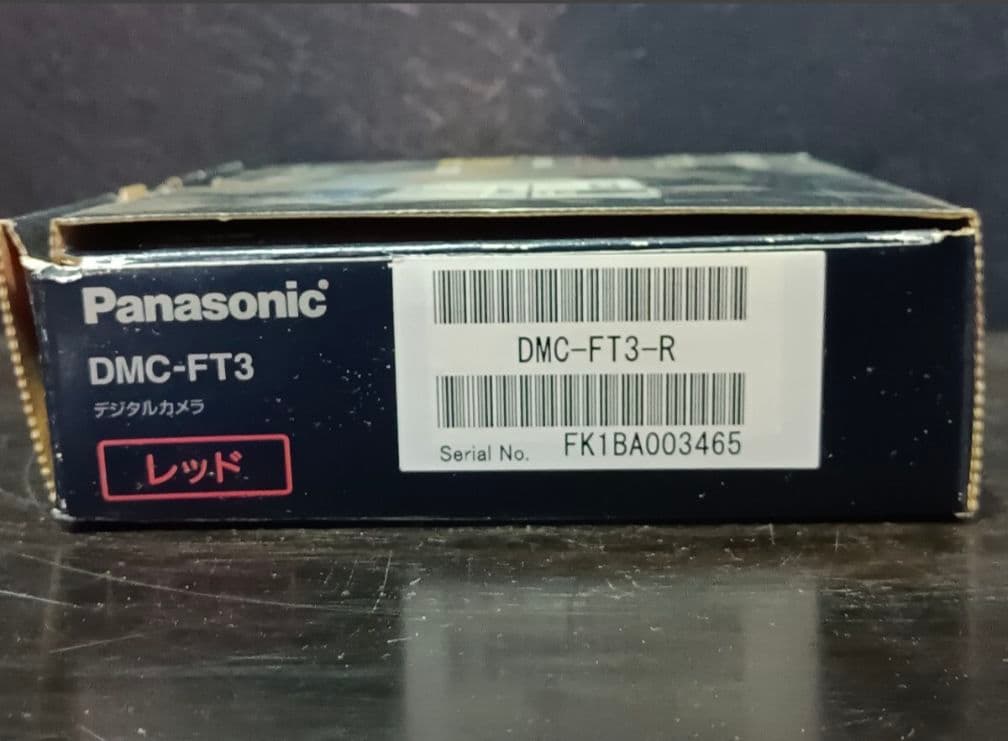 Panasonic
DMC-FT3
デジタルカメラ
レッド
DMC-FT3-R
Serial No. FK1BA003465